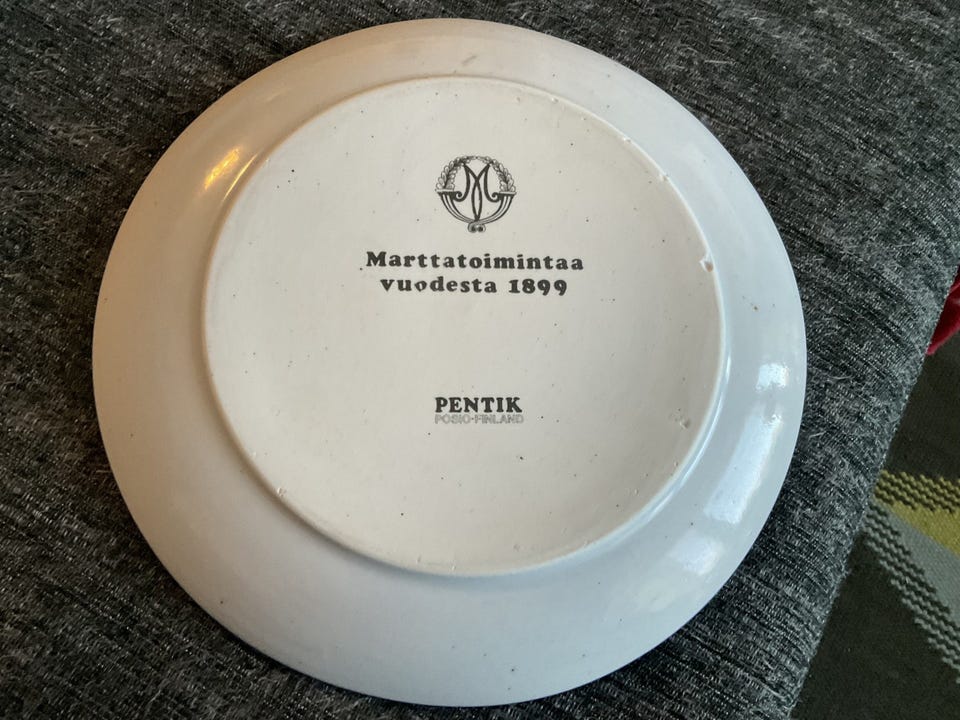 M
Marttatoimintaa
vuodesta 1899
PENTIK
POSIO-FINLAND